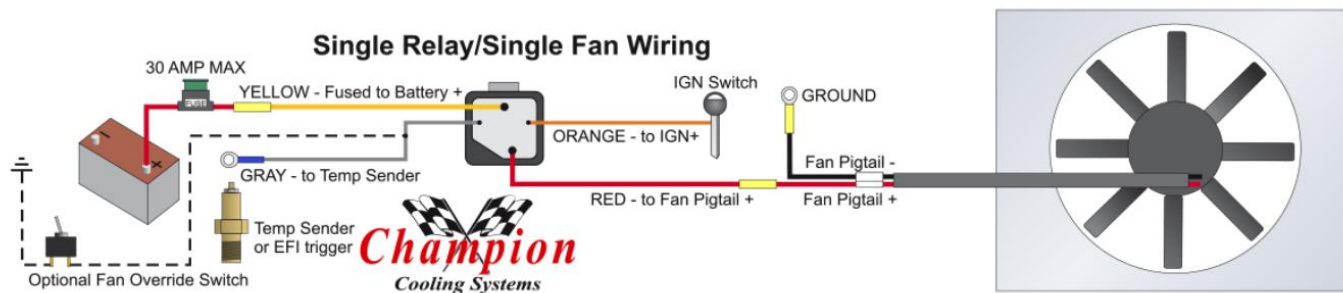 Single Relay/Single Fan Wiring
30 AMP MAX
FUSE
YELLOW - Fused to Battery +
IGN Switch
GROUND
ORANGE - to IGN+
Fan Pigtail -
- +
GRAY - to Temp Sender
RED - to Fan Pigtail +
Fan Pigtail +
Temp Sender
or EFI trigger
Champion
Cooling Systems
Optional Fan Override Switch